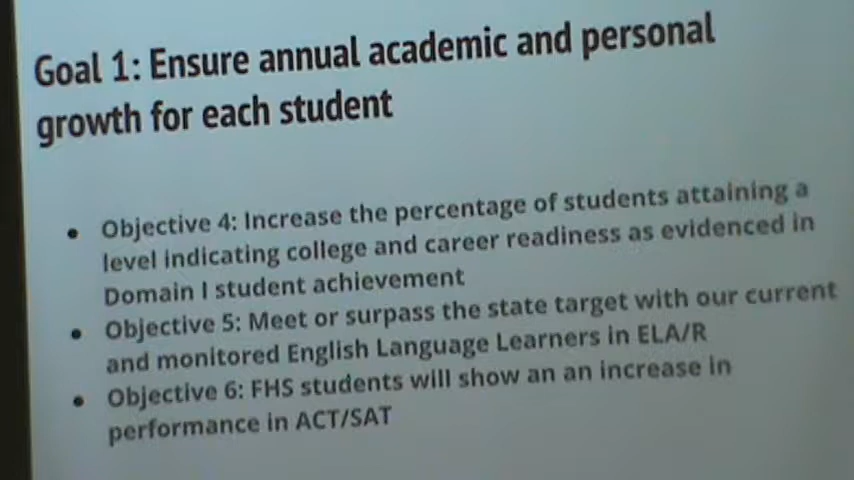 Goal 1: Ensure annual academic and personal
growth for each student
• Objective 4: Increase the percentage of students attaining a
level indicating college and career readiness as evidenced in
Domain I student achievement
• Objective 5: Meet or surpass the state target with our current
and monitored English Language Learners in ELA/R
• Objective 6: FHS students will show an an increase in
performance in ACT/SAT